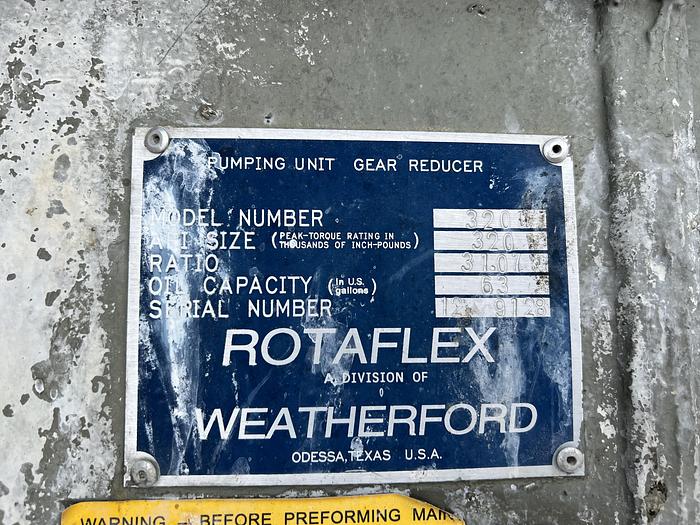 PUMPING UNIT GEAR REDUCER
MODEL NUMBER 320
API SIZE (PEAK-TORQUE RATING IN THOUSANDS OF INCH-POUNDS) 320
RATIO
OIL CAPACITY (In U.S. gallons) 63
SERIAL NUMBER
ROTAFLEX
A DIVISION OF
WEATHERFORD
ODESSA, TEXAS U.S.A.
WARNING - BEFORE PREFORMING